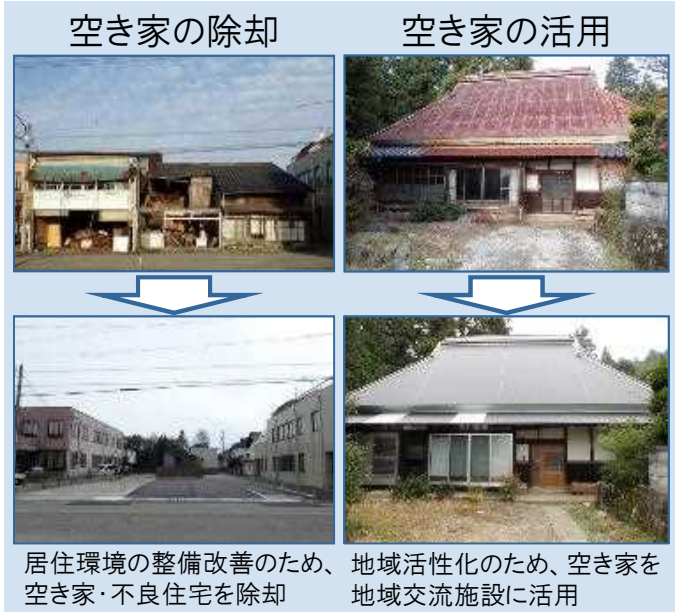 空き家の除却
空き家の活用
居住環境の整備改善のため、
空き家・不良住宅を除却
地域活性化のため、空き家を
地域交流施設に活用